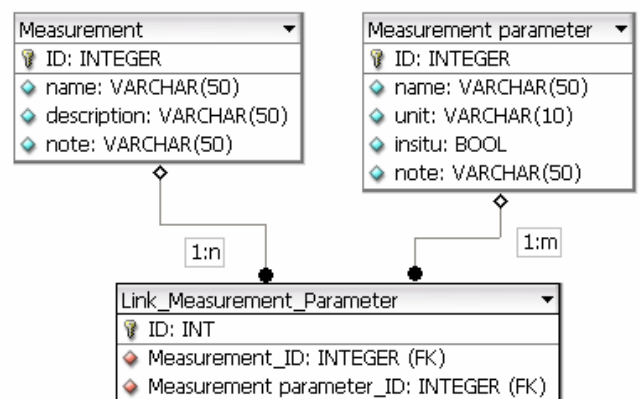 Measurement
ID: INTEGER
name: VARCHAR(50)
description: VARCHAR(50)
note: VARCHAR(50)
Measurement parameter
ID: INTEGER
name: VARCHAR(50)
unit: VARCHAR(10)
insitu: BOOL
note: VARCHAR(50)
1:n
1:m
Link_Measurement_Parameter
ID: INT
Measurement_ID: INTEGER (FK)
Measurement parameter_ID: INTEGER (FK)